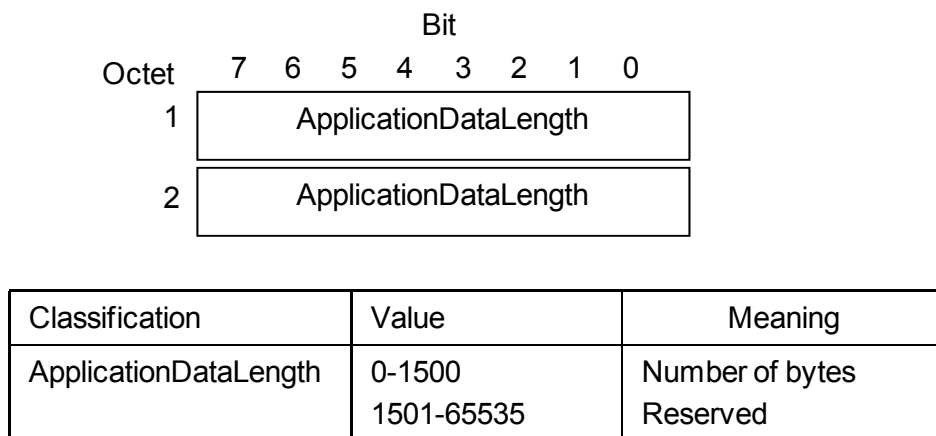 Bit
Octet 7 6 5 4 3 2 1 0
1 ApplicationDataLength
2 ApplicationDataLength
Classification Value Meaning
ApplicationDataLength 0-1500 Number of bytes
1501-65535 Reserved